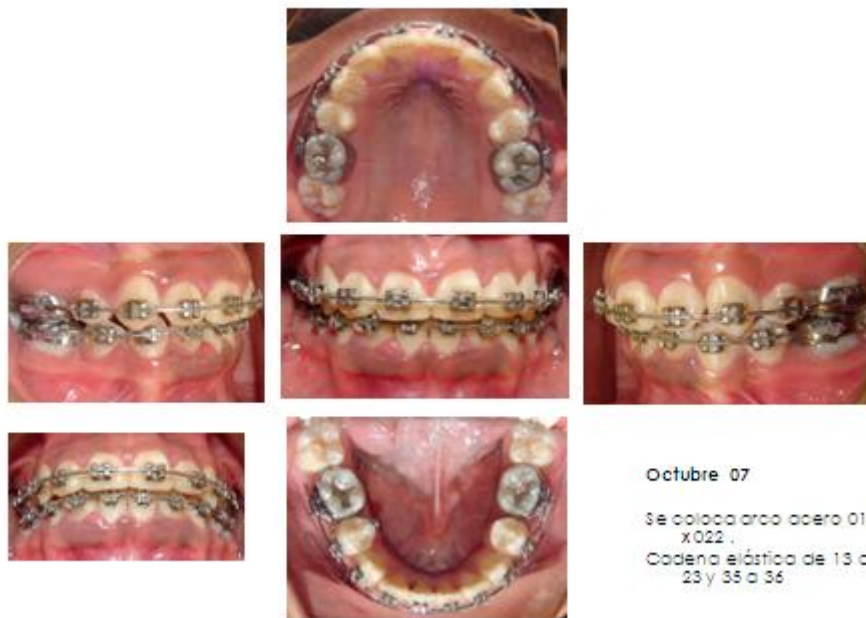 Octubre 07
Se coloca arco acero 01
x022 .
Cadena elástica de 13 a
23 y 35 a 36